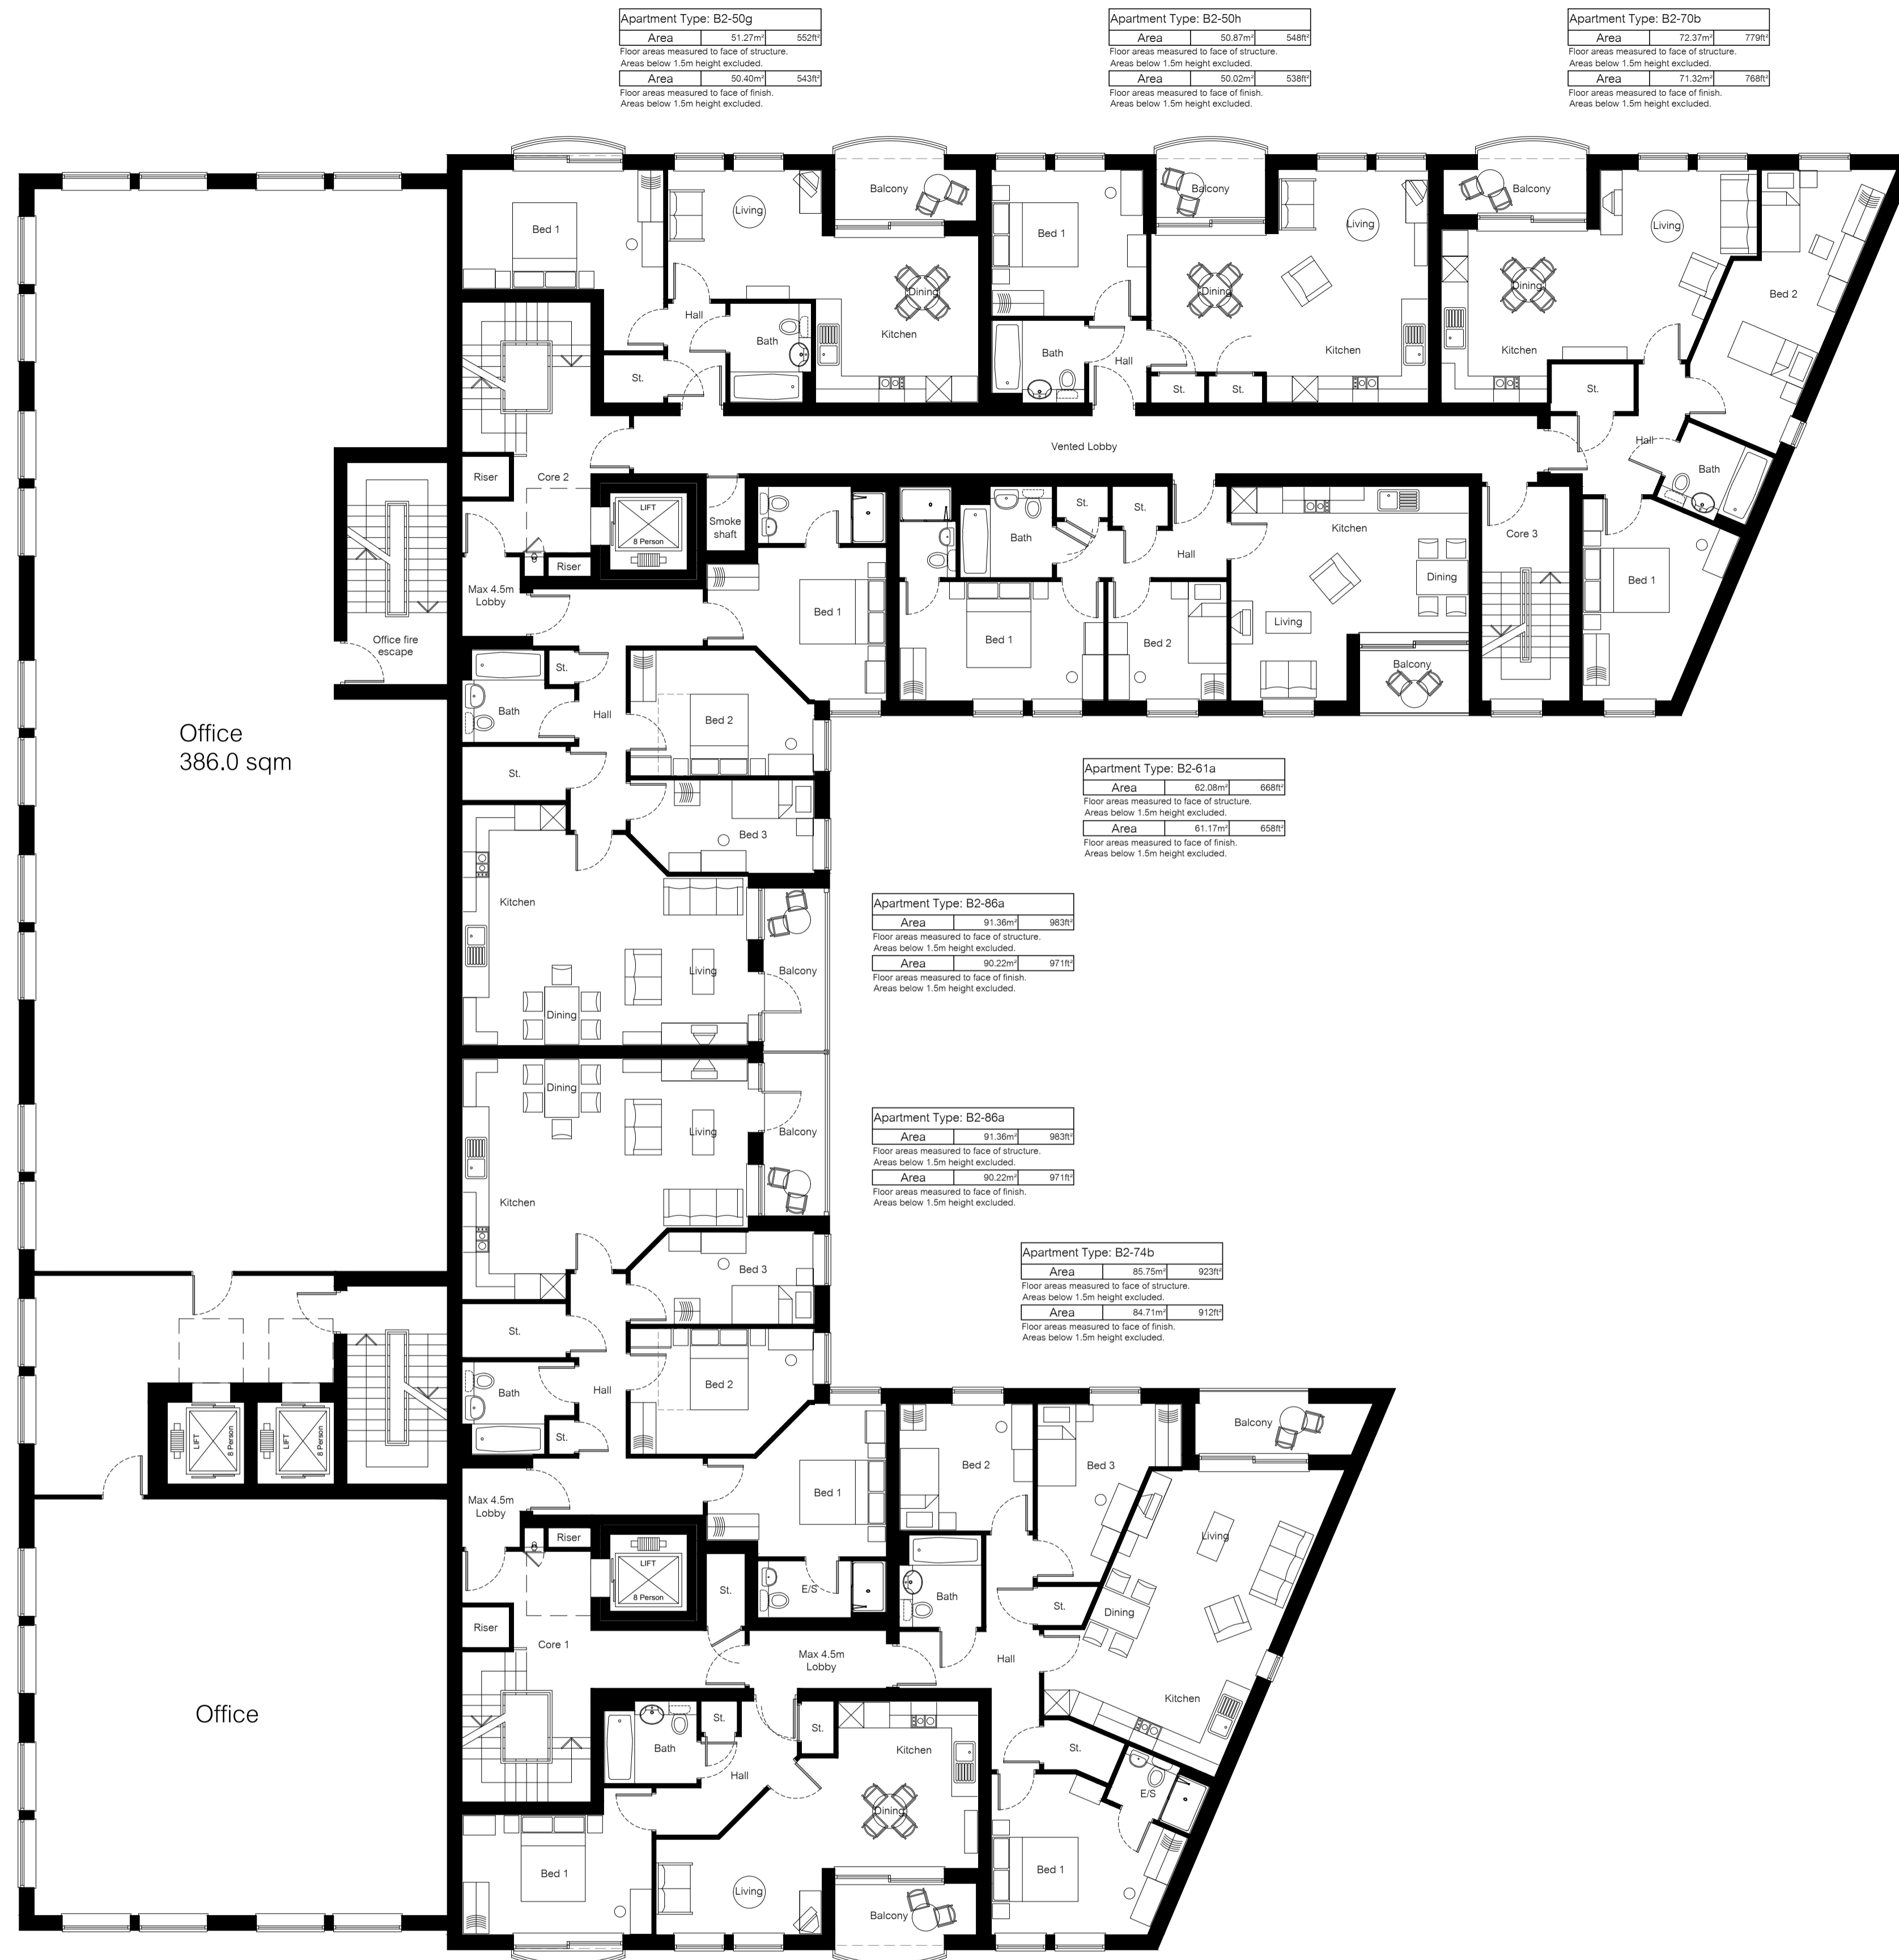 Apartment Type: B2-50g
Area 51.27m² 552ft²
Floor areas measured to face of structure.
Areas below 1.5m height excluded.
Area 50.40m² 543ft²
Floor areas measured to face of finish.
Areas below 1.5m height excluded.
Apartment Type: B2-50h
Area 50.87m² 548ft²
Floor areas measured to face of structure.
Areas below 1.5m height excluded.
Area 50.02m² 538ft²
Floor areas measured to face of finish.
Areas below 1.5m height excluded.
Apartment Type: B2-70b
Area 72.37m² 779ft²
Floor areas measured to face of structure.
Areas below 1.5m height excluded.
Area 71.32m² 768ft²
Floor areas measured to face of finish.
Areas below 1.5m height excluded.
Bed 1
Living
Balcony
Dining
Hall
Bath
Kitchen
St.
Bed 1
Balcony
Living
Dining
Bath
Hall
Kitchen
St.
St.
Balcony
Living
Dining
Bed 2
Kitchen
St.
Hall
Bath
Bed 1
Vented Lobby
Riser
Core 2
LIFT
8 Person
Smoke
shaft
Riser
Max 4.5m
Lobby
Office fire
escape
Bath
St.
St.
Hall
Kitchen
Dining
Living
Balcony
Bed 1
Bed 2
Core 3
Bed 1
St.
Bath
Hall
Bed 2
St.
Bed 3
Office
386.0 sqm
Kitchen
Living
Balcony
Dining
Apartment Type: B2-61a
Area 62.08m² 668ft²
Floor areas measured to face of structure.
Areas below 1.5m height excluded.
Area 61.17m² 658ft²
Floor areas measured to face of finish.
Areas below 1.5m height excluded.
Apartment Type: B2-86a
Area 91.36m² 983ft²
Floor areas measured to face of structure.
Areas below 1.5m height excluded.
Area 90.22m² 971ft²
Floor areas measured to face of finish.
Areas below 1.5m height excluded.
Dining
Living
Balcony
Kitchen
Bed 3
St.
Bath
Hall
Bed 2
St.
Bed 1
Apartment Type: B2-86a
Area 91.36m² 983ft²
Floor areas measured to face of structure.
Areas below 1.5m height excluded.
Area 90.22m² 971ft²
Floor areas measured to face of finish.
Areas below 1.5m height excluded.
Apartment Type: B2-74b
Area 85.75m² 923ft²
Floor areas measured to face of structure.
Areas below 1.5m height excluded.
Area 84.71m² 912ft²
Floor areas measured to face of finish.
Areas below 1.5m height excluded.
LIFT
8 Person
LIFT
8 Person
Max 4.5m
Lobby
Riser
LIFT
8 Person
St.
E/S
Riser
Core 1
Max 4.5m
Lobby
Bed 2
Bed 3
Balcony
Living
Bath
St.
Dining
Hall
Kitchen
St.
E/S
Bed 1
Office
Bath
St.
St.
Hall
Kitchen
Dining
Bed 1
Living
Balcony